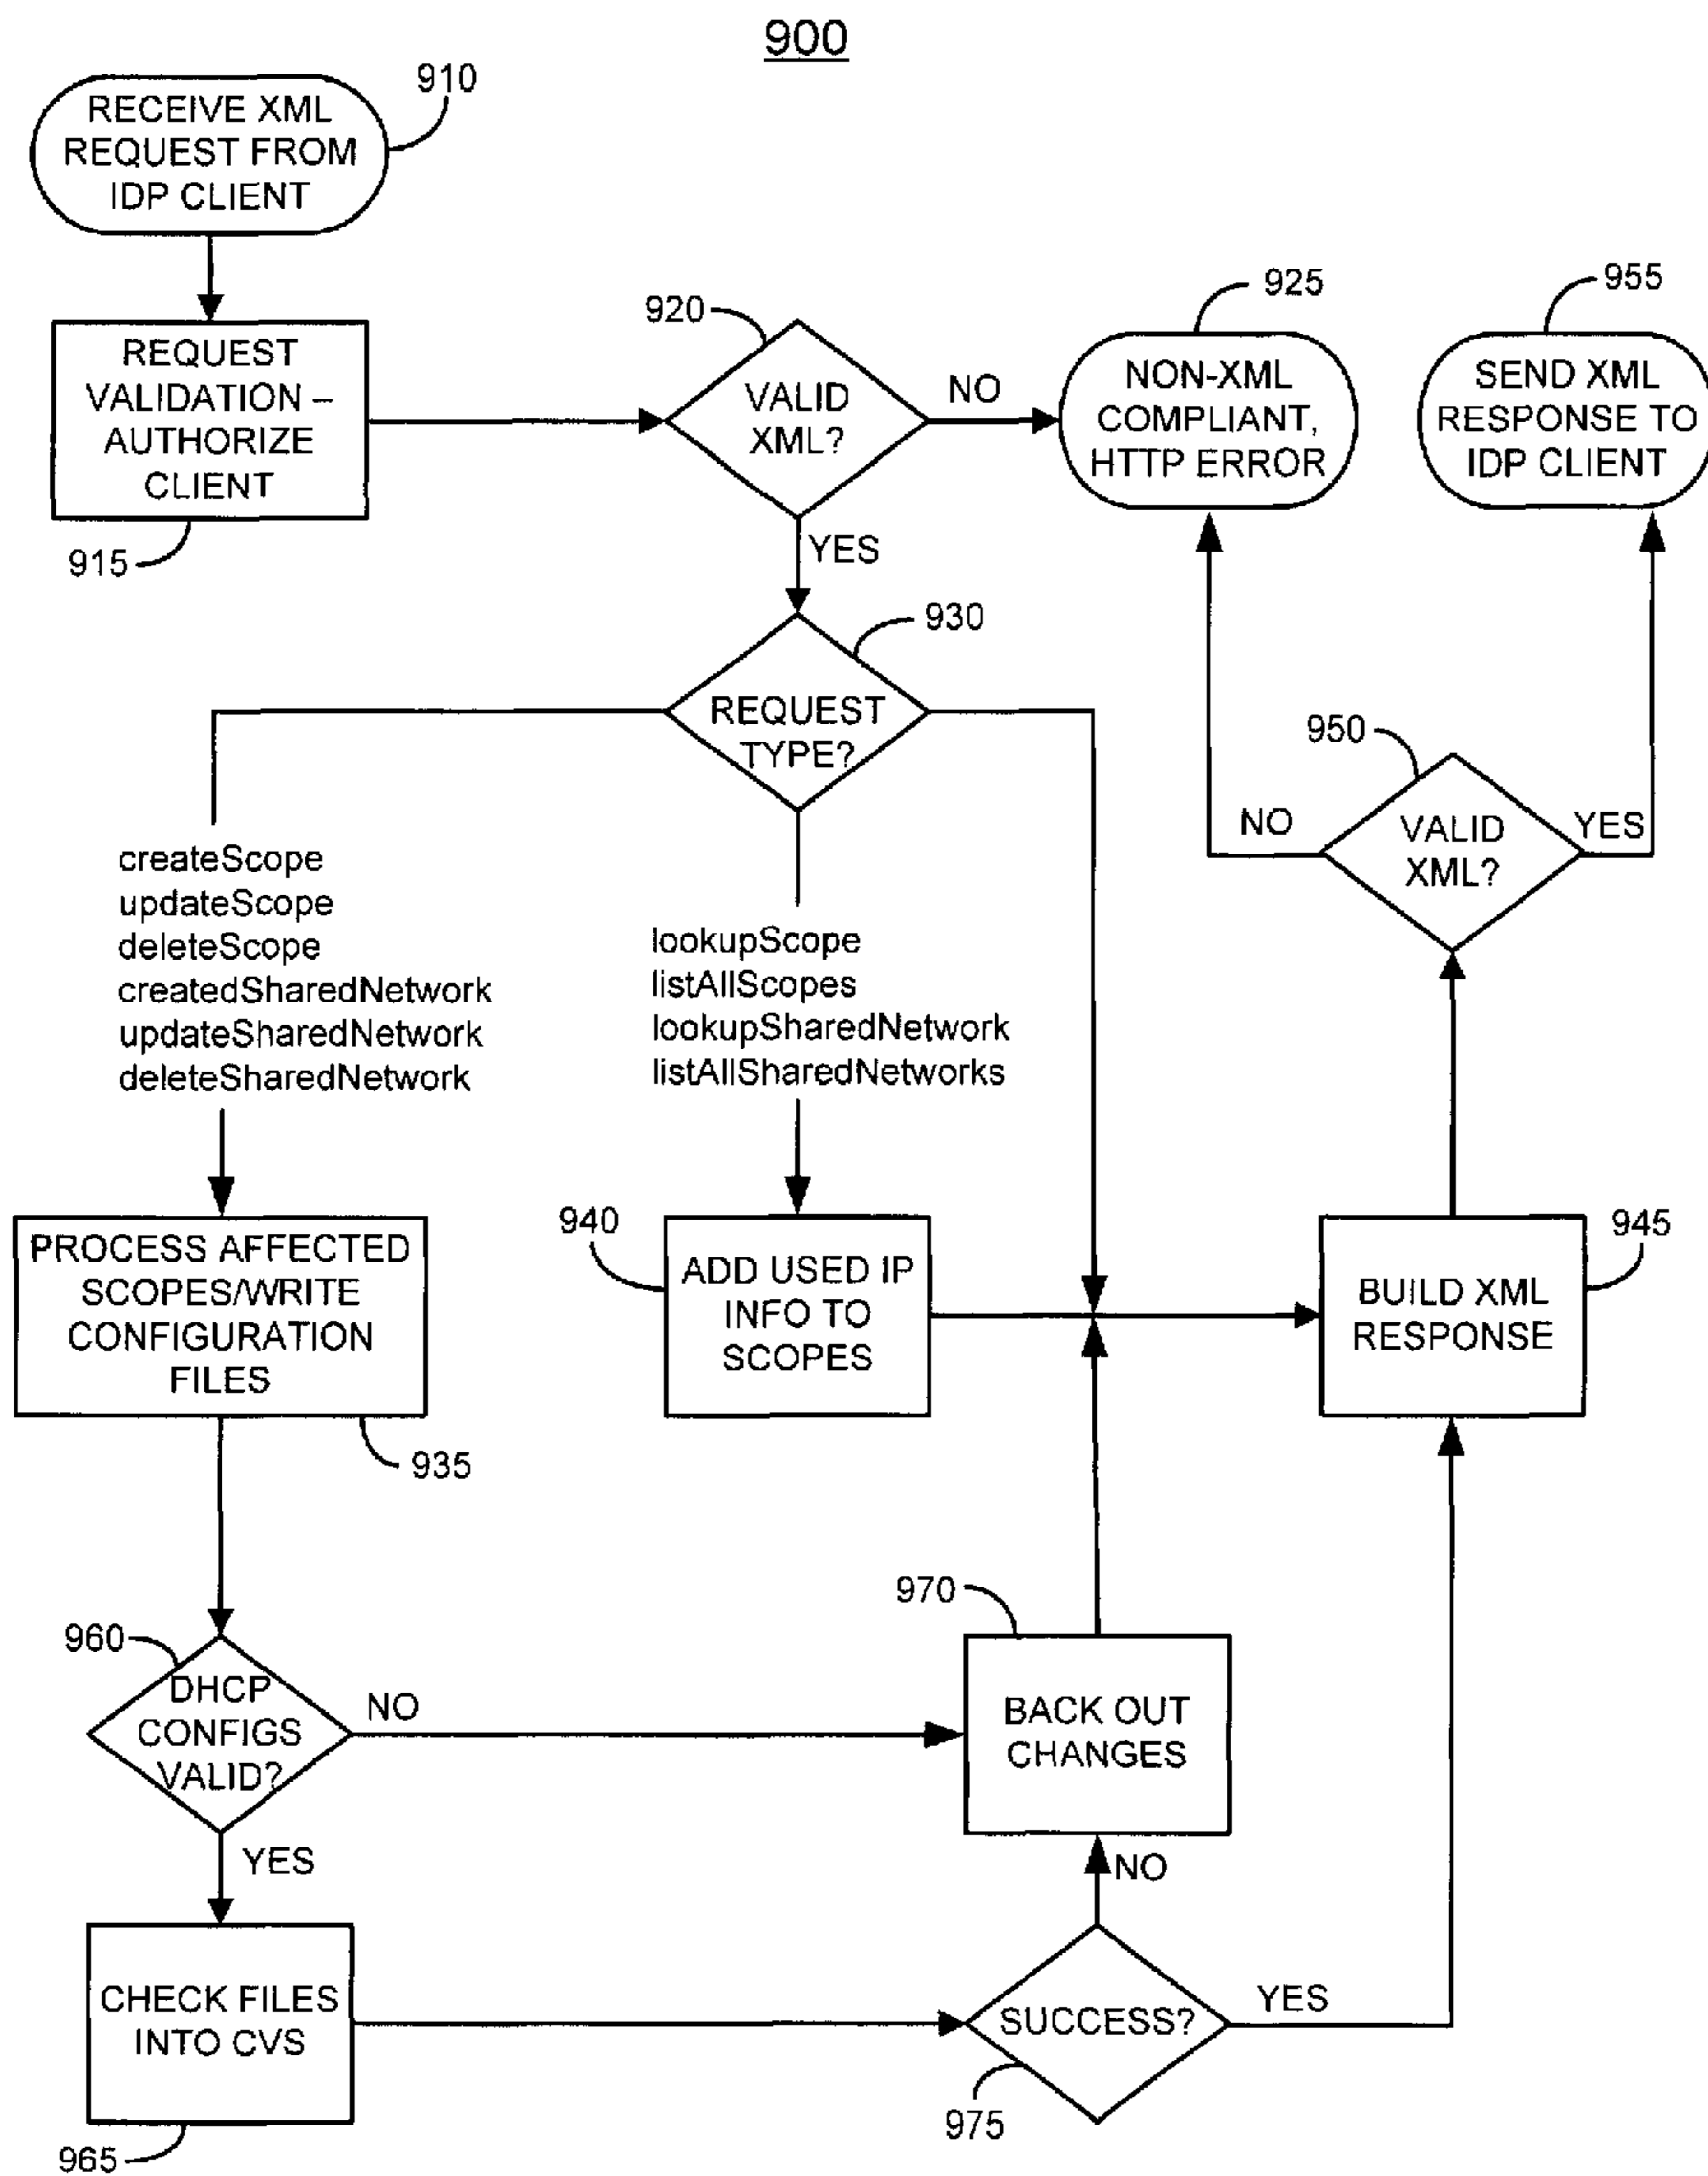 900
910
RECEIVE XML
REQUEST FROM
IDP CLIENT
REQUEST
VALIDATION –
AUTHORIZE
CLIENT
915
920
VALID
XML?
NO
YES
925
NON-XML
COMPLIANT,
HTTP ERROR
955
SEND XML
RESPONSE TO
IDP CLIENT
930
REQUEST
TYPE?
950
VALID
XML?
NO
YES
createScope
updateScope
deleteScope
createdSharedNetwork
updateSharedNetwork
deleteSharedNetwork
lookupScope
listAllScopes
lookupSharedNetwork
listAllSharedNetworks
PROCESS AFFECTED
SCOPES/WRITE
CONFIGURATION
FILES
935
940
ADD USED IP
INFO TO
SCOPES
945
BUILD XML
RESPONSE
960
DHCP
CONFIGS
VALID?
NO
YES
970
BACK OUT
CHANGES
NO
CHECK FILES
INTO CVS
965
SUCCESS?
YES
975